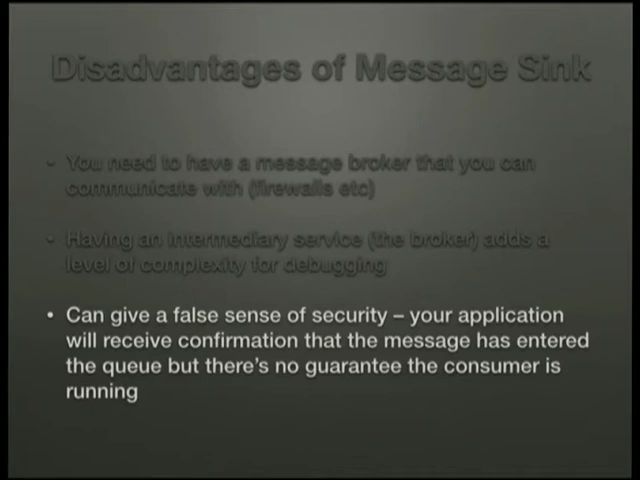 Disadvantages of Message Sink
• You need to have a message broker that you can
communicate with (firewalls etc)
• Having an intermediary service (the broker) adds a
level of complexity for debugging
• Can give a false sense of security – your application
will receive confirmation that the message has entered
the queue but there's no guarantee the consumer is
running